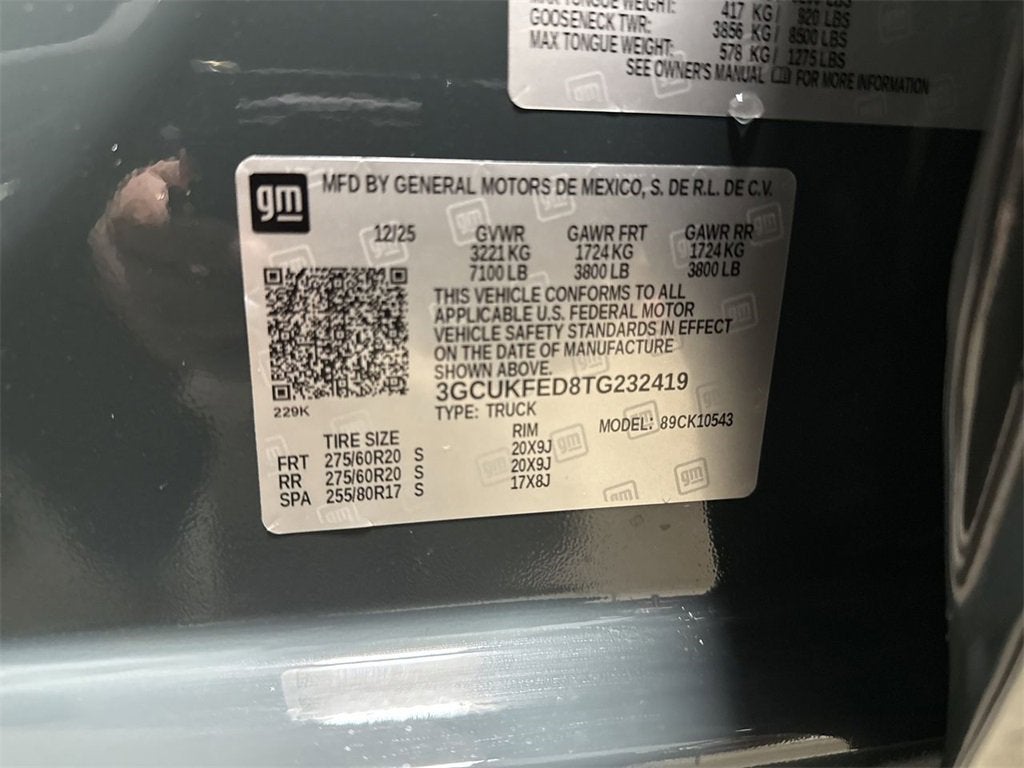 417 KG/ 920 LBS
GOOSENECK TWR: 3856 KG/ 8500 LBS
MAX TONGUE WEIGHT: 578 KG/ 1275 LBS
SEE OWNER'S MANUAL FOR MORE INFORMATION
gm MFD BY GENERAL MOTORS DE MEXICO, S. DE R.L. DE C.V.
12/25 GVWR GAWR FRT GAWR RR
3221 KG 1724 KG 1724 KG
7100 LB 3800 LB 3800 LB
THIS VEHICLE CONFORMS TO ALL
APPLICABLE U.S. FEDERAL MOTOR
VEHICLE SAFETY STANDARDS IN EFFECT
ON THE DATE OF MANUFACTURE
SHOWN ABOVE.
3GCUKFED8TG232419
229K
TYPE: TRUCK MODEL: 89CK10543
TIRE SIZE RIM
FRT 275/60R20 S 20X9J
RR 275/60R20 S 20X9J
SPA 255/80R17 S 17X8J